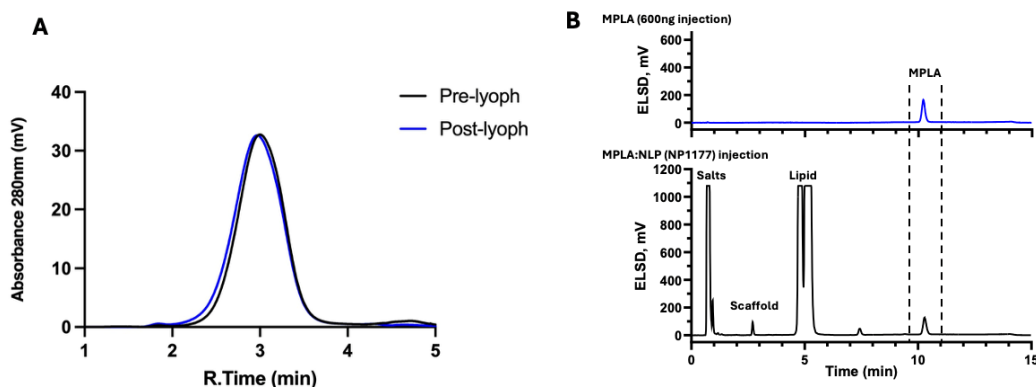 A
Pre-lyoph
Post-lyoph
Absorbance 280nm (mV)
40
30
20
10
0
1 2 3 4 5
R.Time (min)
B
MPLA (600ng injection)
ELSD, mV
600
400
200
0
MPLA
MPLA:NLP (NP1177) injection
ELSD, mV
1200
1000
800
600
400
200
0
Salts
Lipid
Scaffold
0 5 10 15
Time (min)